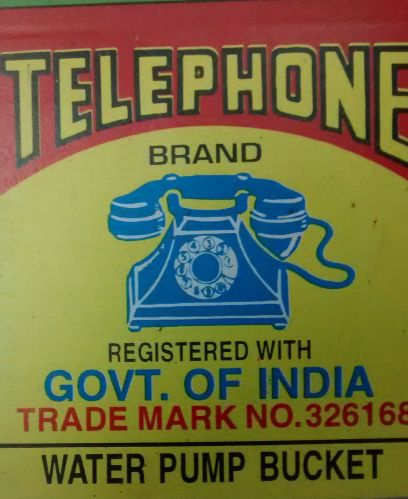 TELEPHONE
BRAND
REGISTERED WITH
GOVT. OF INDIA
TRADE MARK NO.326168
WATER PUMP BUCKET